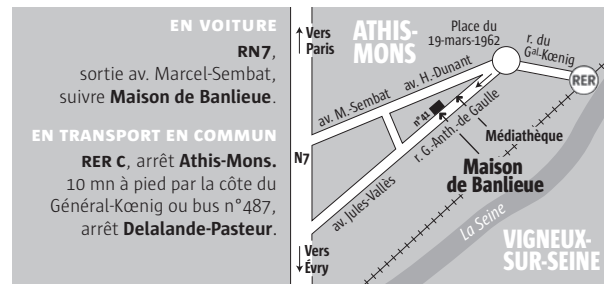 EN VOITURE
RN7,
sortie av. Marcel-Sembat,
suivre Maison de Banlieue.
EN TRANSPORT EN COMMUN
RER C, arrêt Athis-Mons.
10 mn à pied par la côte du
Général-Kœnig ou bus n°487,
arrêt Delalande-Pasteur.
Vers
Paris
ATHIS-
MONS
Place du
19-mars-1962
r. du
Gal-Kœnig
RER
av. H.-Dunant
av. M.-Sembat
n°41
r. G.-Anth.-de Gaulle
Médiathèque
N7
Maison
de Banlieue
av. Jules-Vallès
La Seine
VIGNEUX-
SUR-SEINE
Vers
Évry